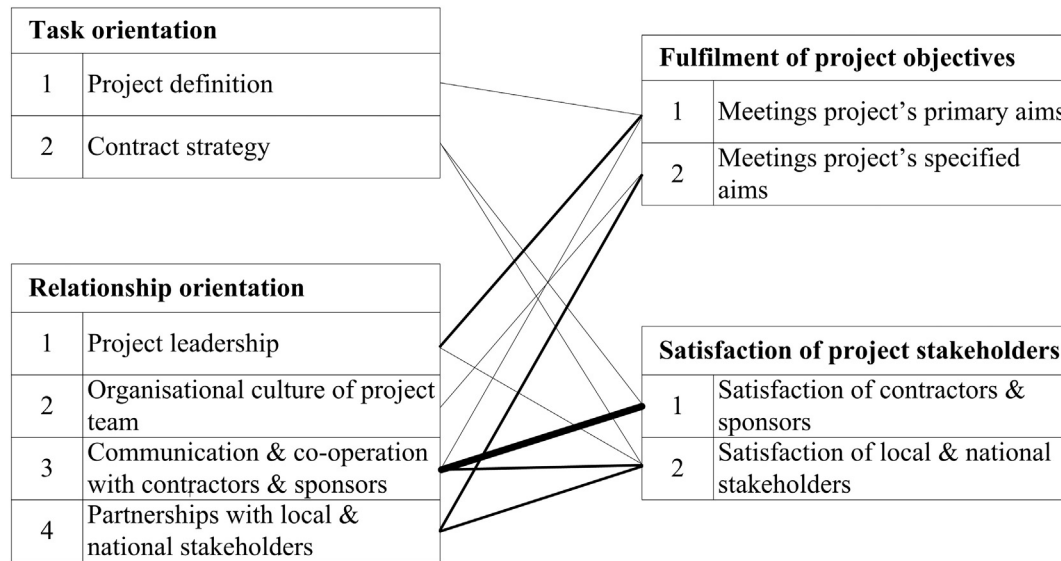 Task orientation
1 Project definition
2 Contract strategy
Relationship orientation
1 Project leadership
2 Organisational culture of project
team
3 Communication & co-operation
with contractors & sponsors
4 Partnerships with local &
national stakeholders
Fulfilment of project objectives
1 Meetings project's primary aims
2 Meetings project's specified
aims
Satisfaction of project stakeholders
1 Satisfaction of contractors &
sponsors
2 Satisfaction of local & national
stakeholders